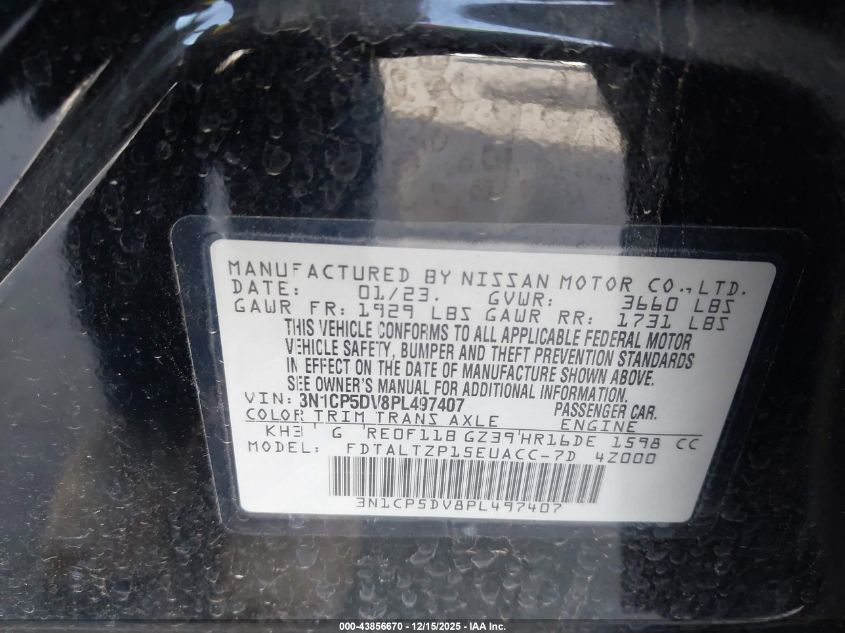 MANUFACTURED BY NISSAN MOTOR CO.,LTD.
DATE: 01/23. GVWR: 3660 LBS
GAWR FR: 1929 LBS GAWR RR: 1731 LBS
THIS VEHICLE CONFORMS TO ALL APPLICABLE FEDERAL MOTOR
VEHICLE SAFETY, BUMPER AND THEFT PREVENTION STANDARDS
IN EFFECT ON THE DATE OF MANUFACTURE SHOWN ABOVE.
SEE OWNER'S MANUAL FOR ADDITIONAL INFORMATION.
VIN: 3N1CP5DV8PL497407 PASSENGER CAR.
COLOR TRIM TRANS AXLE ENGINE
KH3 G RE0F11B GZ39 HR16DE 1598 CC
MODEL: FDTALTZP15EUACC-7D 4Z000
3N1CP5DV8PL497407
000-43856670 - 12/15/2025 - IAA Inc.